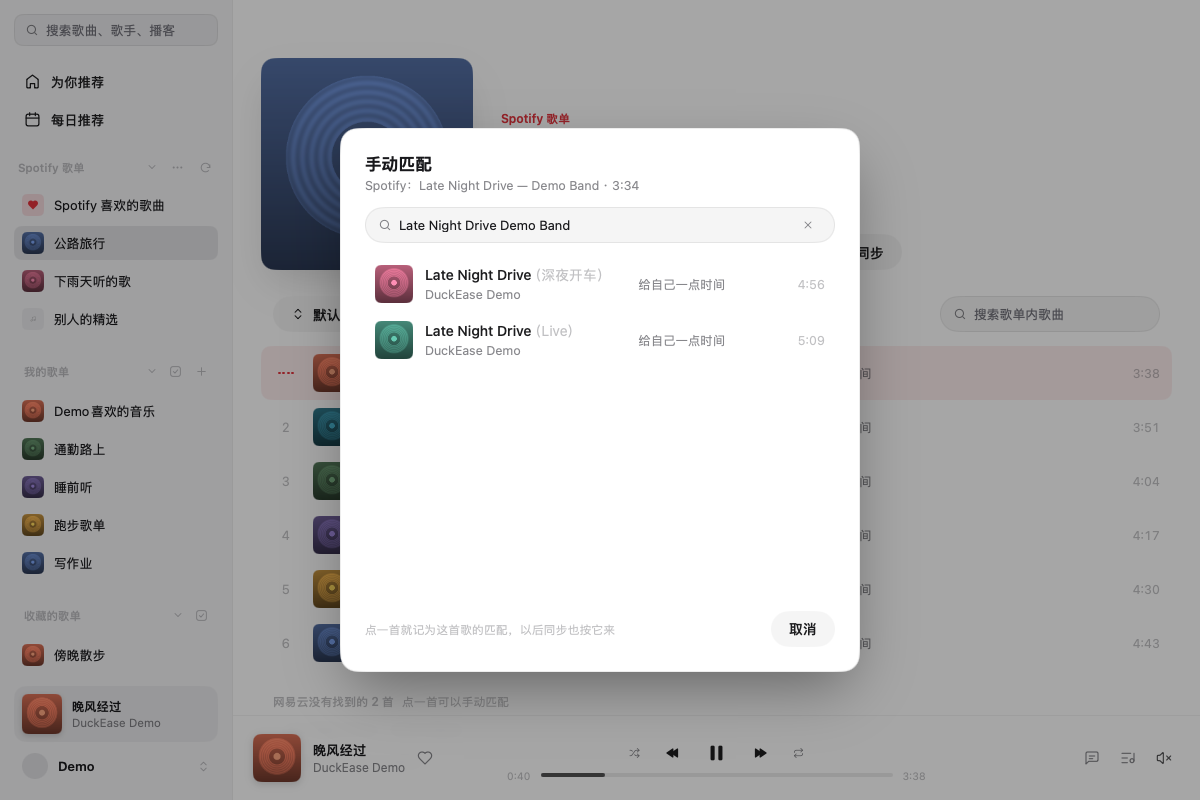 搜索歌曲、歌手、播客
为你推荐
每日推荐
Spotify 歌单
Spotify 喜欢的歌曲
公路旅行
下雨天听的歌
别人的精选
我的歌单
Demo喜欢的音乐
通勤路上
睡前听
跑步歌单
写作业
收藏的歌单
傍晚散步
晚风经过
DuckEase Demo
Demo
Spotify 歌单
同步
默认
搜索歌单内歌曲
间 3:38
2 间 3:51
3 间 4:04
4 间 4:17
5 间 4:30
6 间 4:43
网易云没有找到的 2 首 点一首可以手动匹配
手动匹配
Spotify： Late Night Drive — Demo Band · 3:34
Late Night Drive Demo Band
Late Night Drive (深夜开车)
DuckEase Demo
给自己一点时间
4:56
Late Night Drive (Live)
DuckEase Demo
给自己一点时间
5:09
点一首就记为这首歌的匹配，以后同步也按它来
取消
晚风经过
DuckEase Demo
0:40
3:38